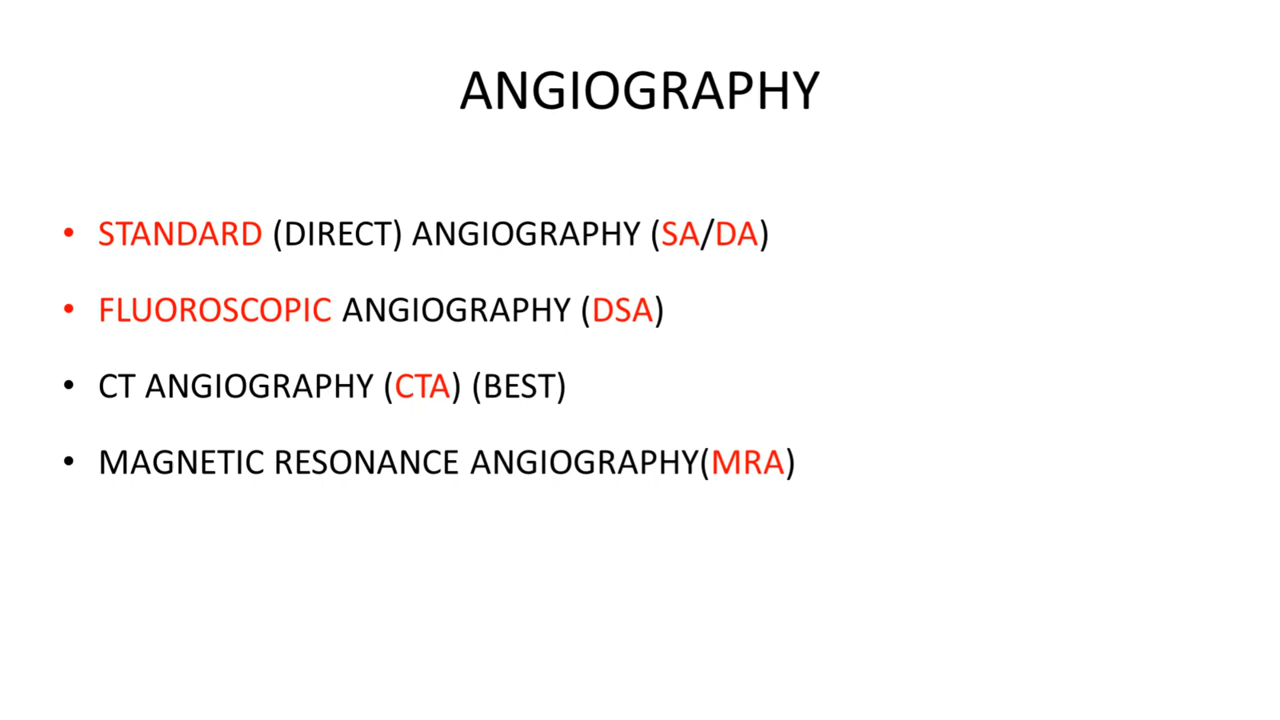 ANGIOGRAPHY
• STANDARD (DIRECT) ANGIOGRAPHY (SA/DA)
• FLUOROSCOPIC ANGIOGRAPHY (DSA)
• CT ANGIOGRAPHY (CTA) (BEST)
• MAGNETIC RESONANCE ANGIOGRAPHY(MRA)